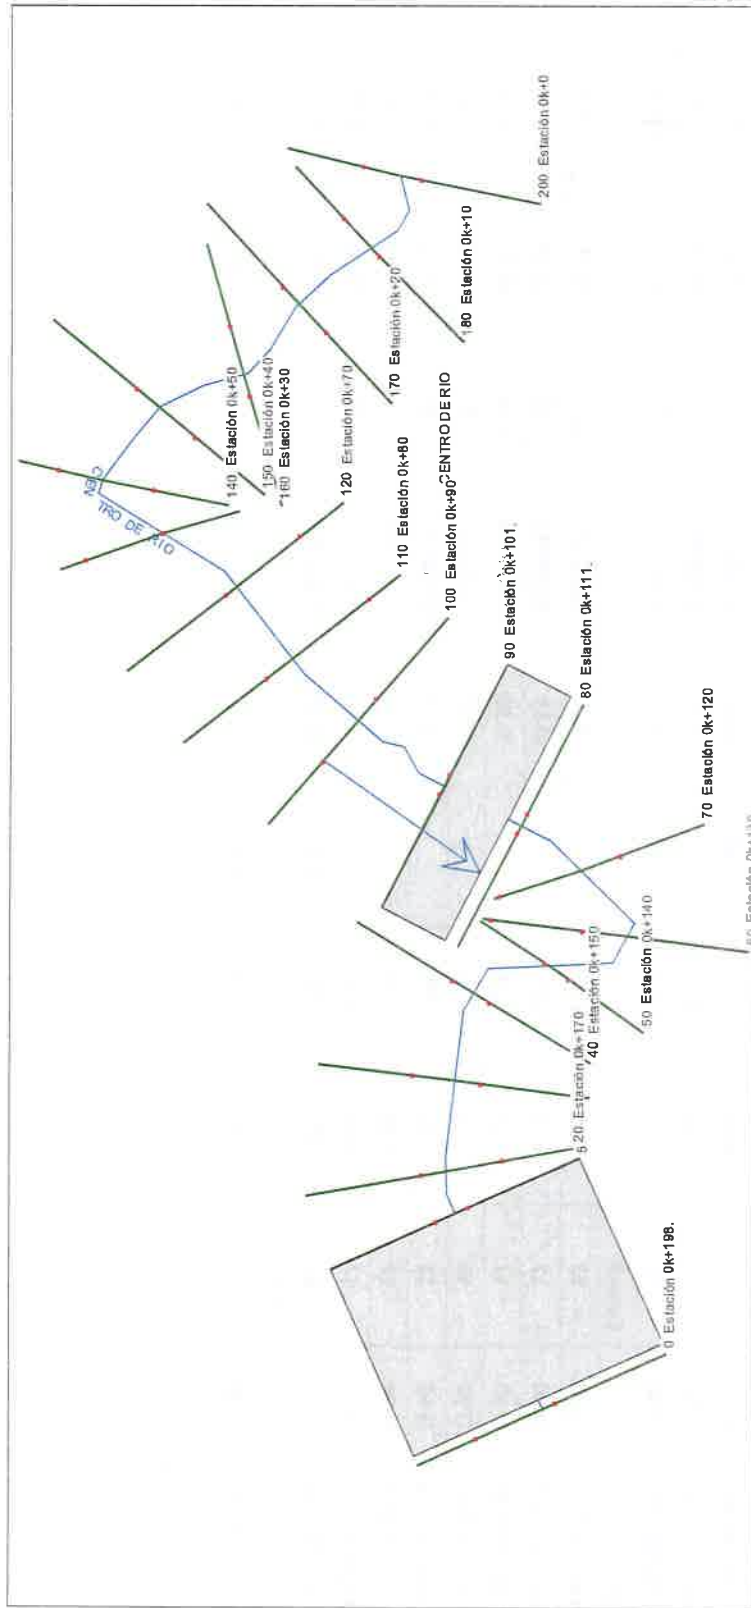 200 Estación 0k+0
180 Estación 0k+10
170 Estación 0k+20
140 Estación 0k+50
150 Estación 0k+40
160 Estación 0k+30
CEN
TRO DE RIO
120 Estación 0k+70
110 Estación 0k+80
100 Estación 0k+90
CENTRO DE RIO
90 Estación 0k+101.
80 Estación 0k+111.
70 Estación 0k+120
50 Estación 0k+140
40 Estación 0k+150
20 Estación 0k+170
0 Estación 0k+198.